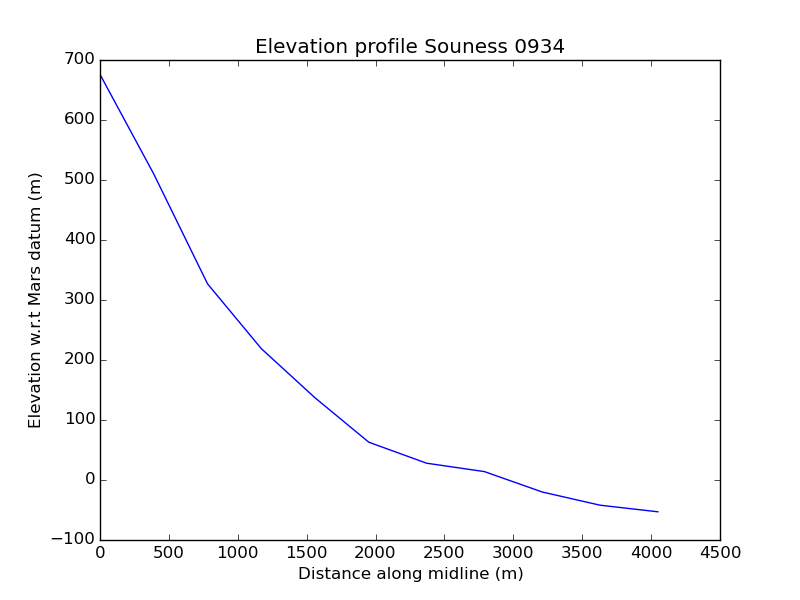 Elevation profile Souness 0934
700
600
500
400
300
200
100
0
−100
Elevation w.r.t Mars datum (m)
0 500 1000 1500 2000 2500 3000 3500 4000 4500
Distance along midline (m)